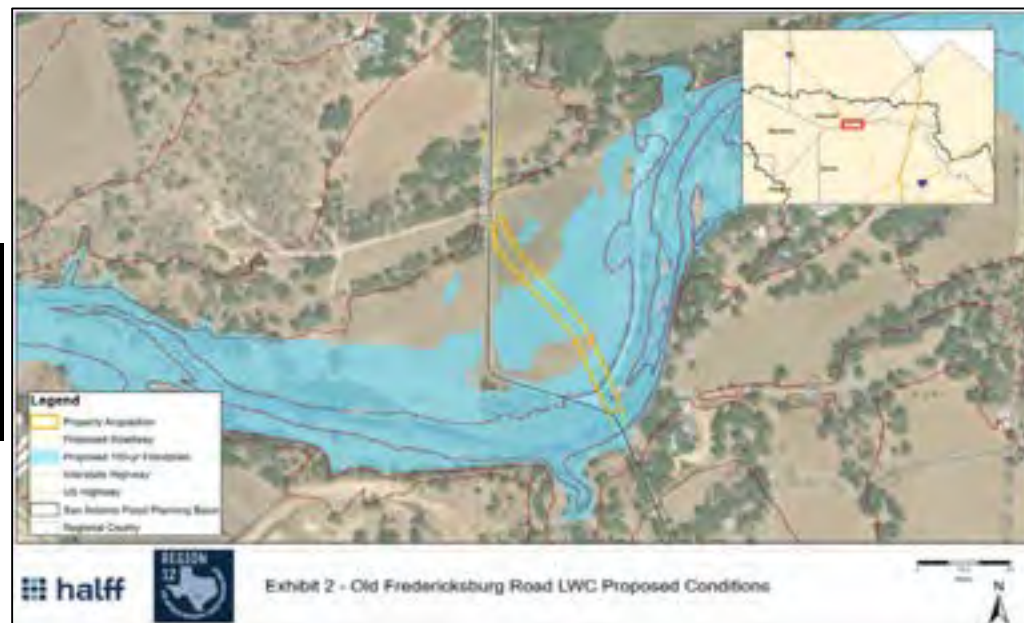 Legend
Property Acquisition
Proposed Roadway
Proposed 100-yr Floodplain
Interstate Highway
US Highway
San Antonio Flood Planning Basin
Regional County
halff
REGION
12
Exhibit 2 - Old Fredericksburg Road LWC Proposed Conditions
N